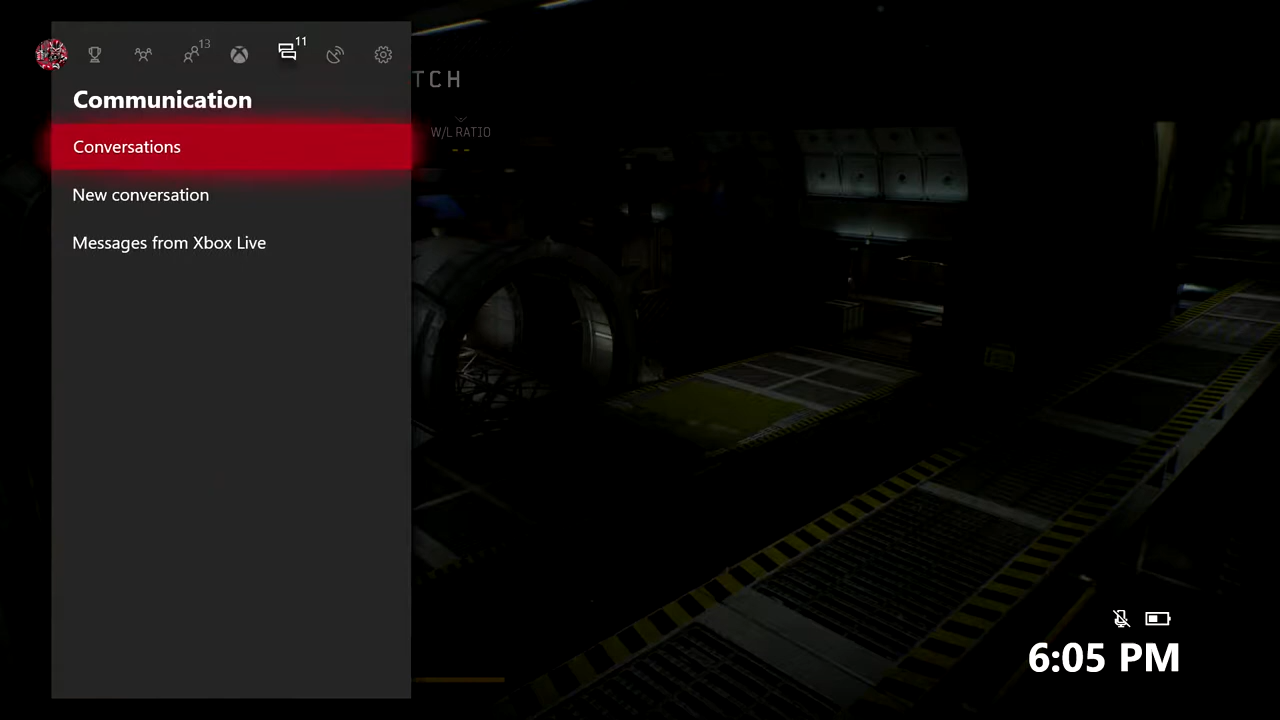 13
11
TCH
Communication
W/L RATIO
Conversations
New conversation
Messages from Xbox Live
6:05 PM